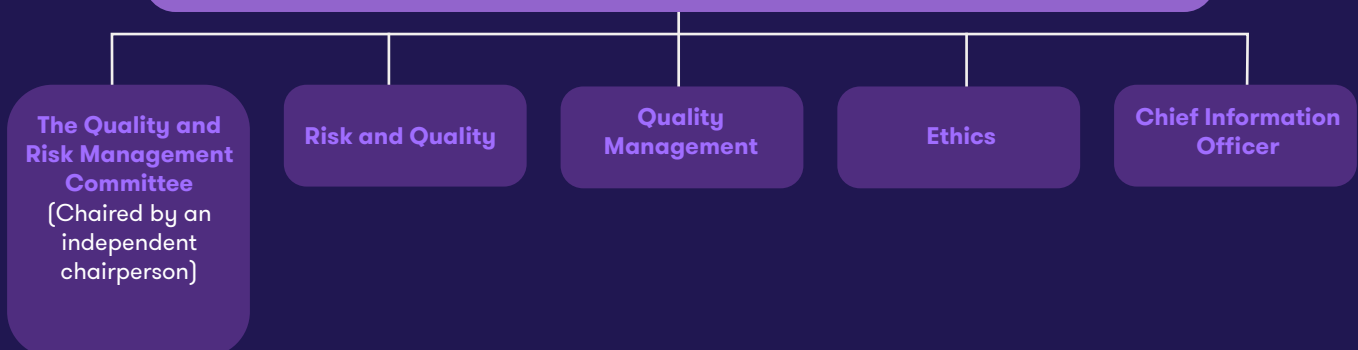 The Quality and
Risk Management
Committee
(Chaired by an
independent
chairperson)
Risk and Quality
Quality
Management
Ethics
Chief Information
Officer